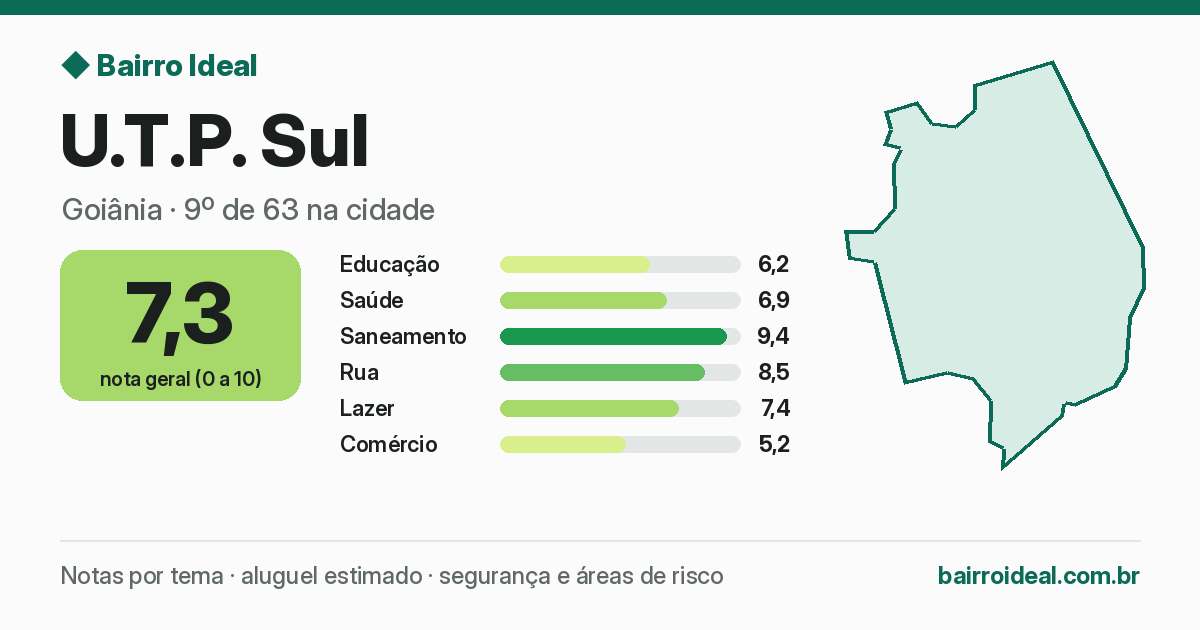 Bairro Ideal
U.T.P. Sul
Goiânia · 9º de 63 na cidade
7,3
nota geral (0 a 10)
Educação 6,2
Saúde 6,9
Saneamento 9,4
Rua 8,5
Lazer 7,4
Comércio 5,2
Notas por tema · aluguel estimado · segurança e áreas de risco
bairroideal.com.br